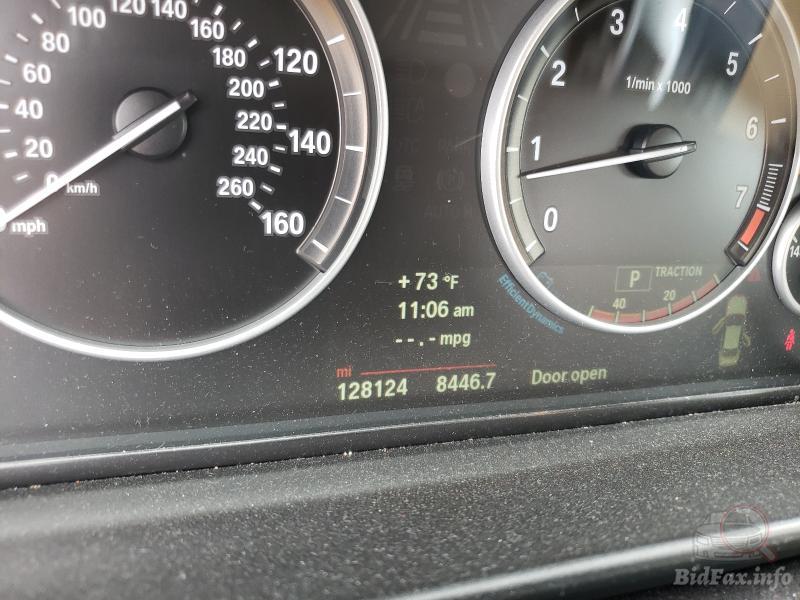 20 40 60 80 100 120 140 160 180 200 220 240 260
0 km/h
120 140 160
mph
0 1 2 3 4 5 6 7
1/min x 1000
+73 °F
11:06 am
--.- mpg
mi
128124 8446.7 Door open
EfficientDynamics
P TRACTION
40 20
BidFax.info